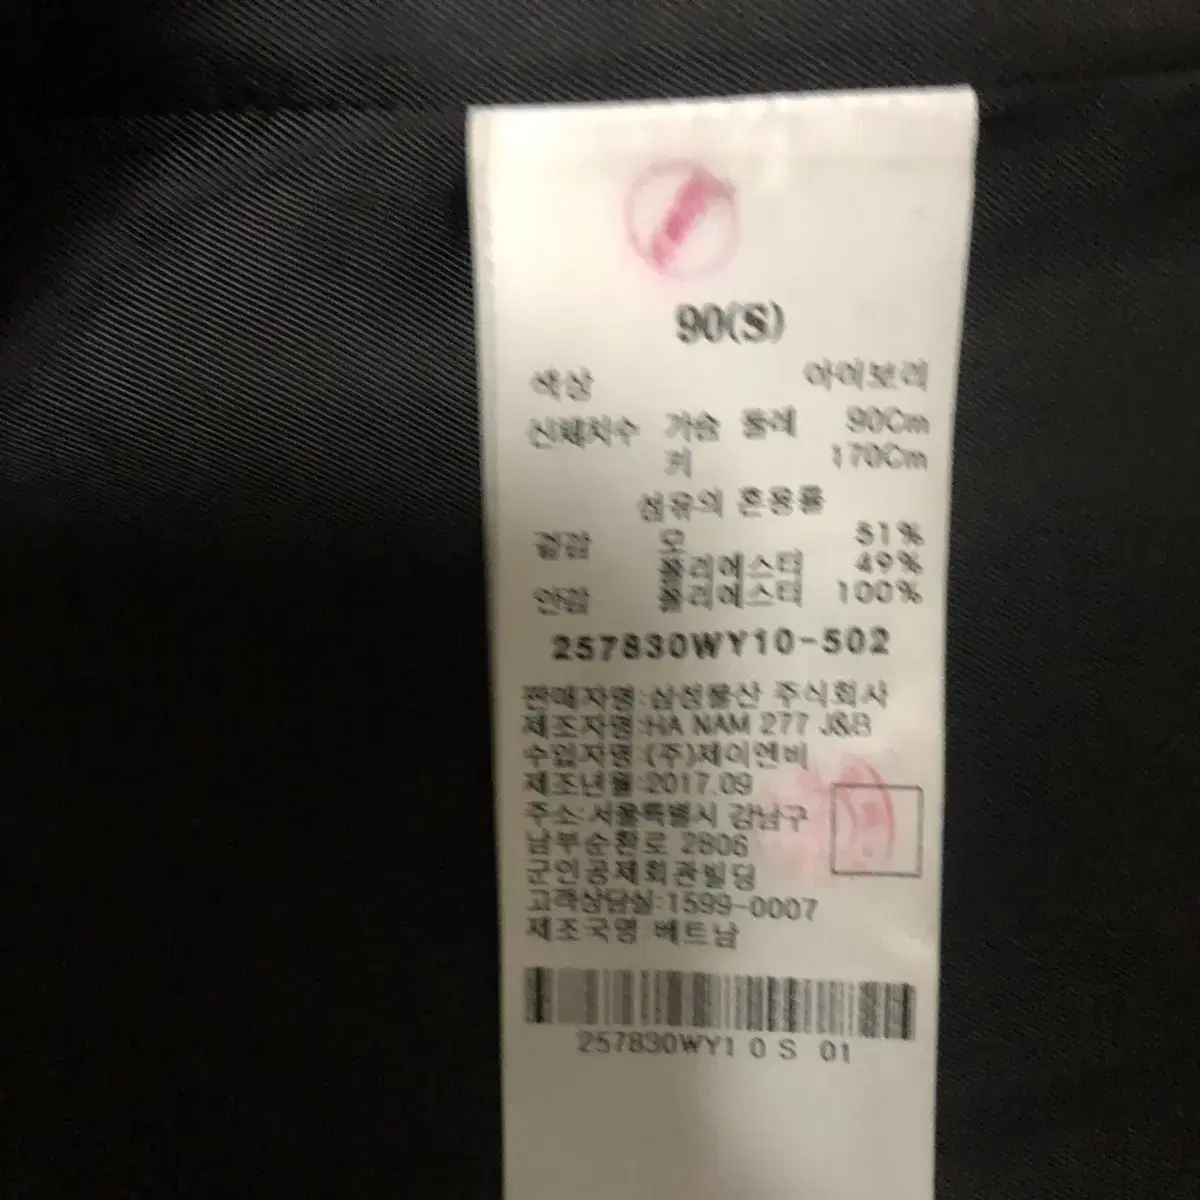 90(S)
색상 아이보리
신체치수 가슴 둘레 90Cm
키 170Cm
섬유의 혼용률
겉감 모 51%
폴리에스터 49%
안감 폴리에스터 100%
257830WY10-502
판매자명:삼성물산 주식회사
제조자명:HA NAM 277 J&B
수입자명:(주)제이엔비
제조년월:2017.09
주소:서울특별시 강남구
남부순환로 2806
군인공제회관빌딩
고객상담실:1599-0007
제조국명 베트남
257830WY1 0 S 01